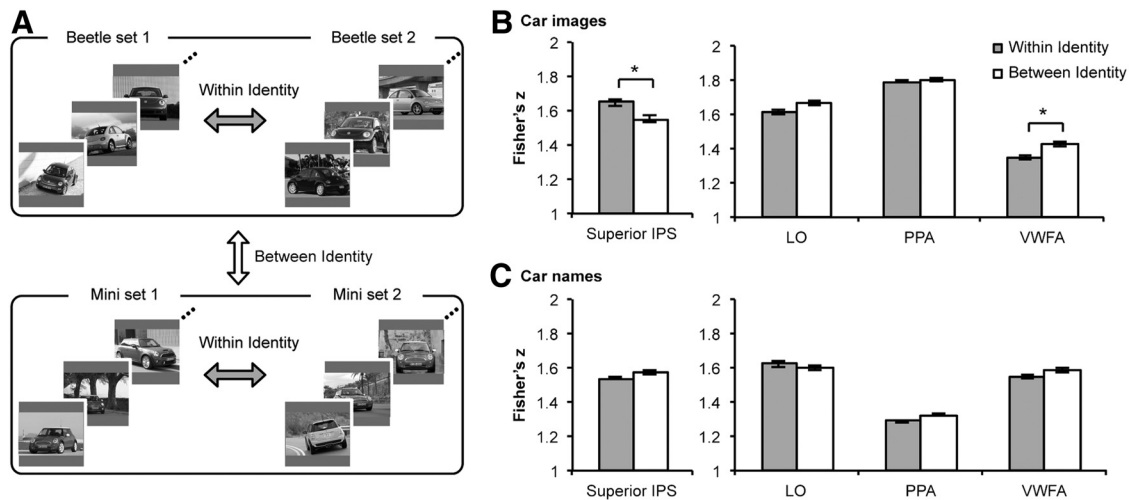 A
Beetle set 1
Beetle set 2
Within Identity
Between Identity
Mini set 1
Mini set 2
Within Identity
B Car images
Fisher's z
2
1.8
1.6
1.4
1.2
1
*
Superior IPS
2
1.8
1.6
1.4
1.2
1
Within Identity
Between Identity
*
LO PPA VWFA
C Car names
Fisher's z
2
1.8
1.6
1.4
1.2
1
Superior IPS
2
1.8
1.6
1.4
1.2
1
LO PPA VWFA